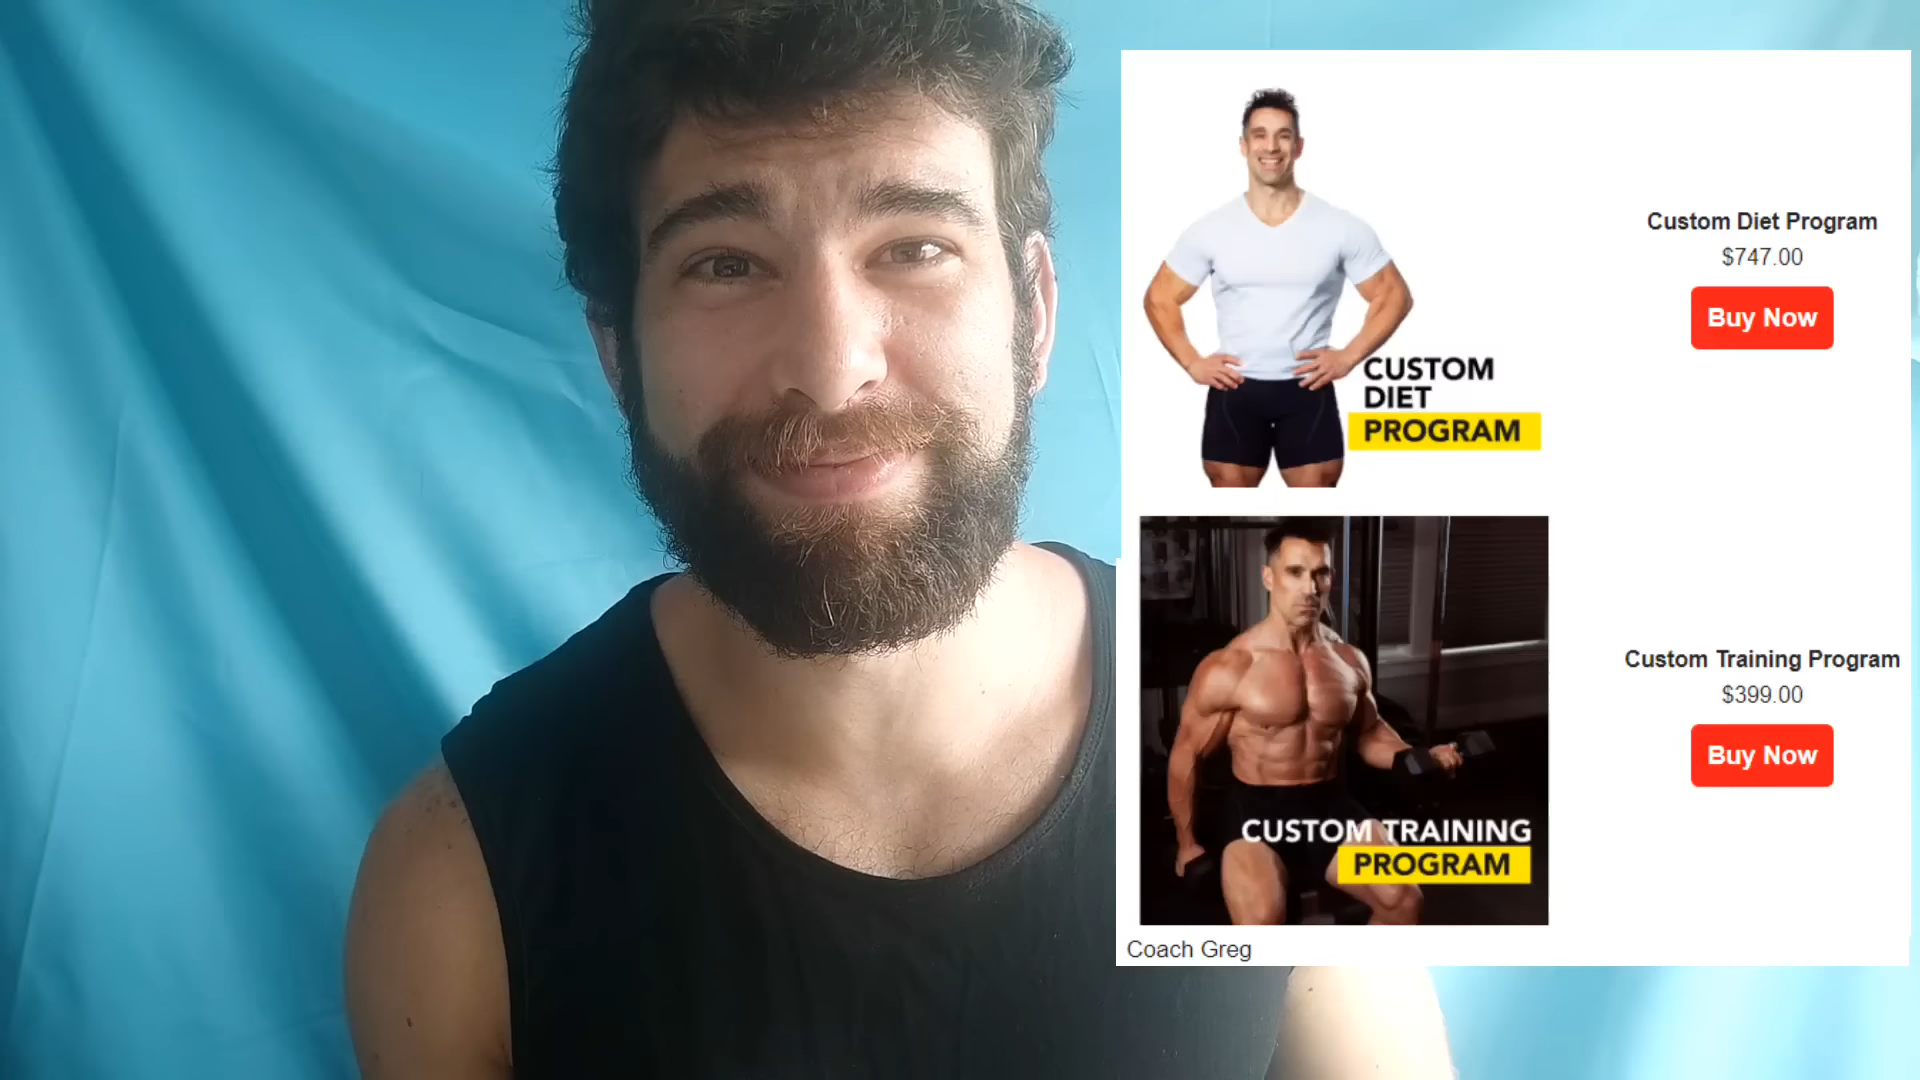 Custom Diet Program
$747.00
Buy Now
CUSTOM
DIET
PROGRAM
Custom Training Program
$399.00
Buy Now
CUSTOM TRAINING
PROGRAM
Coach Greg